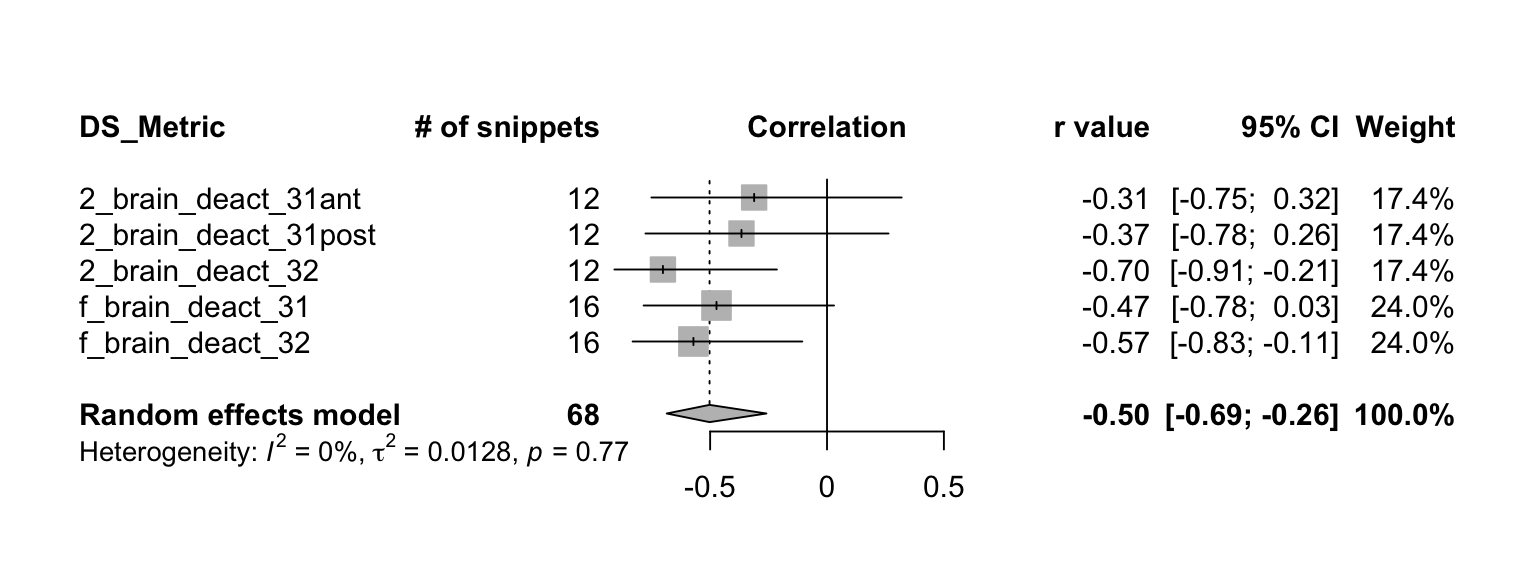 DS_Metric # of snippets Correlation r value 95% CI Weight
2_brain_deact_31ant 12 -0.31 [-0.75; 0.32] 17.4%
2_brain_deact_31post 12 -0.37 [-0.78; 0.26] 17.4%
2_brain_deact_32 12 -0.70 [-0.91; -0.21] 17.4%
f_brain_deact_31 16 -0.47 [-0.78; 0.03] 24.0%
f_brain_deact_32 16 -0.57 [-0.83; -0.11] 24.0%
Random effects model 68 -0.50 [-0.69; -0.26] 100.0%
Heterogeneity: I² = 0%, τ² = 0.0128, p = 0.77
-0.5 0 0.5